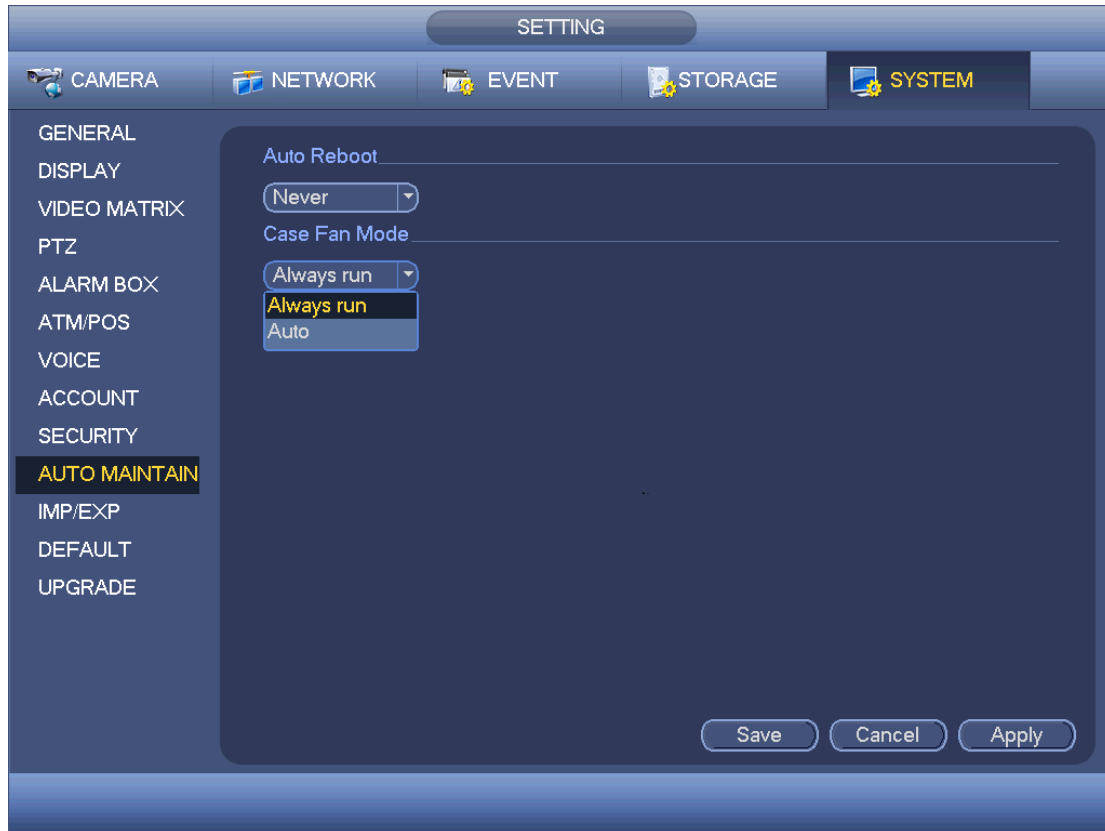 SETTING
CAMERA NETWORK EVENT STORAGE SYSTEM
GENERAL
DISPLAY
VIDEO MATRIX
PTZ
ALARM BOX
ATM/POS
VOICE
ACCOUNT
SECURITY
AUTO MAINTAIN
IMP/EXP
DEFAULT
UPGRADE
Auto Reboot
Never
Case Fan Mode
Always run
Always run
Auto
Save Cancel Apply